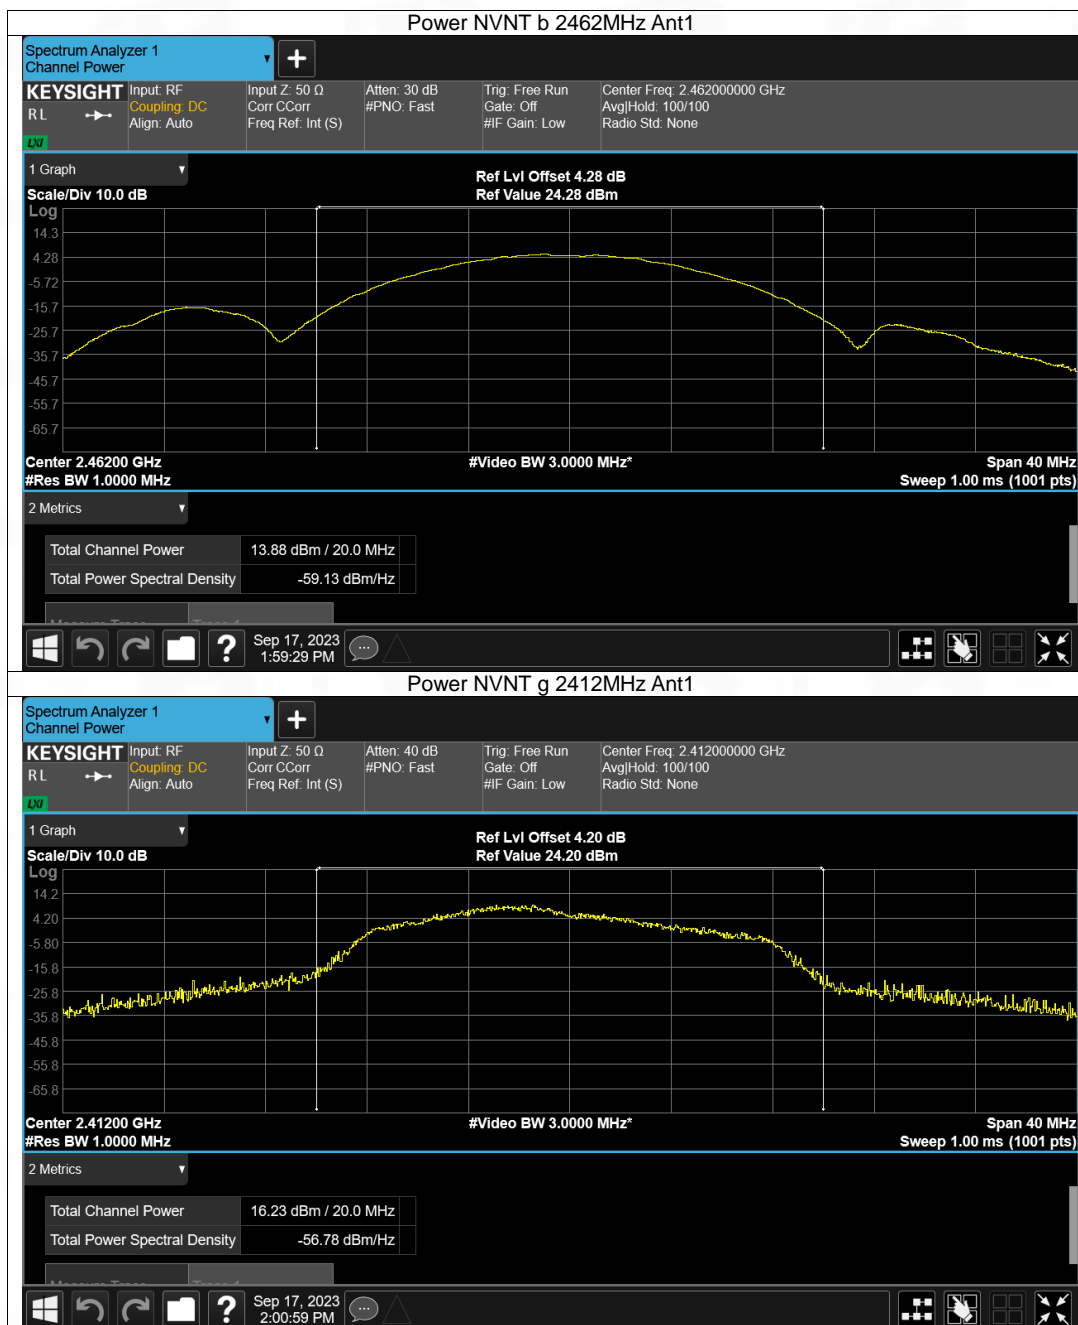 Power NVNT b 2462MHz Ant1
Spectrum Analyzer 1
Channel Power
KEYSIGHT
RL
LXI
Input: RF
Coupling: DC
Align: Auto
Input Z: 50 Ω
Corr CCorr
Freq Ref: Int (S)
Atten: 30 dB
#PNO: Fast
Trig: Free Run
Gate: Off
#IF Gain: Low
Center Freq: 2.462000000 GHz
Avg|Hold: 100/100
Radio Std: None
1 Graph
Scale/Div 10.0 dB
Ref Lvl Offset 4.28 dB
Ref Value 24.28 dBm
Log
14.3
4.28
-5.72
-15.7
-25.7
-35.7
-45.7
-55.7
-65.7
Center 2.46200 GHz
#Video BW 3.0000 MHz*
Span 40 MHz
#Res BW 1.0000 MHz
Sweep 1.00 ms (1001 pts)
2 Metrics
Total Channel Power 13.88 dBm / 20.0 MHz
Total Power Spectral Density -59.13 dBm/Hz
Sep 17, 2023
1:59:29 PM
Power NVNT g 2412MHz Ant1
Spectrum Analyzer 1
Channel Power
KEYSIGHT
RL
LXI
Input: RF
Coupling: DC
Align: Auto
Input Z: 50 Ω
Corr CCorr
Freq Ref: Int (S)
Atten: 40 dB
#PNO: Fast
Trig: Free Run
Gate: Off
#IF Gain: Low
Center Freq: 2.412000000 GHz
Avg|Hold: 100/100
Radio Std: None
1 Graph
Scale/Div 10.0 dB
Ref Lvl Offset 4.20 dB
Ref Value 24.20 dBm
Log
14.2
4.20
-5.80
-15.8
-25.8
-35.8
-45.8
-55.8
-65.8
Center 2.41200 GHz
#Video BW 3.0000 MHz*
Span 40 MHz
#Res BW 1.0000 MHz
Sweep 1.00 ms (1001 pts)
2 Metrics
Total Channel Power 16.23 dBm / 20.0 MHz
Total Power Spectral Density -56.78 dBm/Hz
Sep 17, 2023
2:00:59 PM